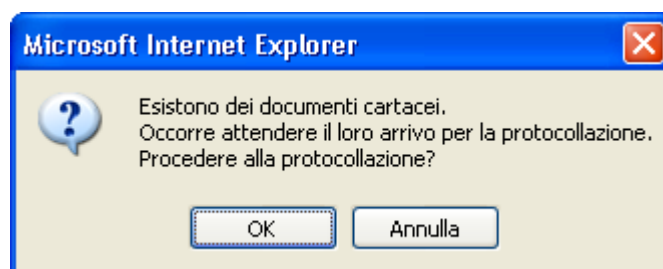 Microsoft Internet Explorer
Esistono dei documenti cartacei.
Occorre attendere il loro arrivo per la protocollazione.
Procedere alla protocollazione?
OK
Annulla